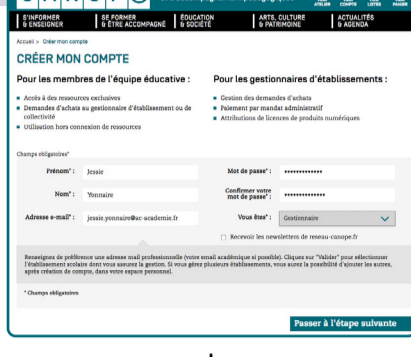 ATELIER COMPTE LISTES PANIER
S'INFORMER & ENSEIGNER
SE FORMER & ÊTRE ACCOMPAGNÉ
ÉDUCATION & SOCIÉTÉ
ARTS, CULTURE & PATRIMOINE
ACTUALITÉS & AGENDA
Accueil > Créer mon compte
CRÉER MON COMPTE
Pour les membres de l'équipe éducative :
Accès à des ressources exclusives
Demandes d'achats au gestionnaire d'établissement ou de
collectivité
Utilisation hors connexion de ressources
Pour les gestionnaires d'établissements :
Gestion des demandes d'achats
Paiement par mandat administratif
Attributions de licences de produits numériques
Champs obligatoires*
Prénom* : Jessie
Nom* : Yonnaire
Adresse e-mail* : jessie.yonnaire@ac-academie.fr
Mot de passe* : •••••••••••••
Confirmer votre
mot de passe* : •••••••••••••
Vous êtes* : Gestionnaire
Recevoir les newsletters de reseau-canope.fr
Renseignez de préférence une adresse mail professionnelle (votre email académique si possible). Cliquez sur "Valider" pour sélectionner
l'établissement scolaire dont vous assurez la gestion. Si vous gérez plusieurs établissements, vous aurez la possibilité d'ajouter les autres,
après création de compte, dans votre espace personnel.
* Champs obligatoires
Passer à l'étape suivante